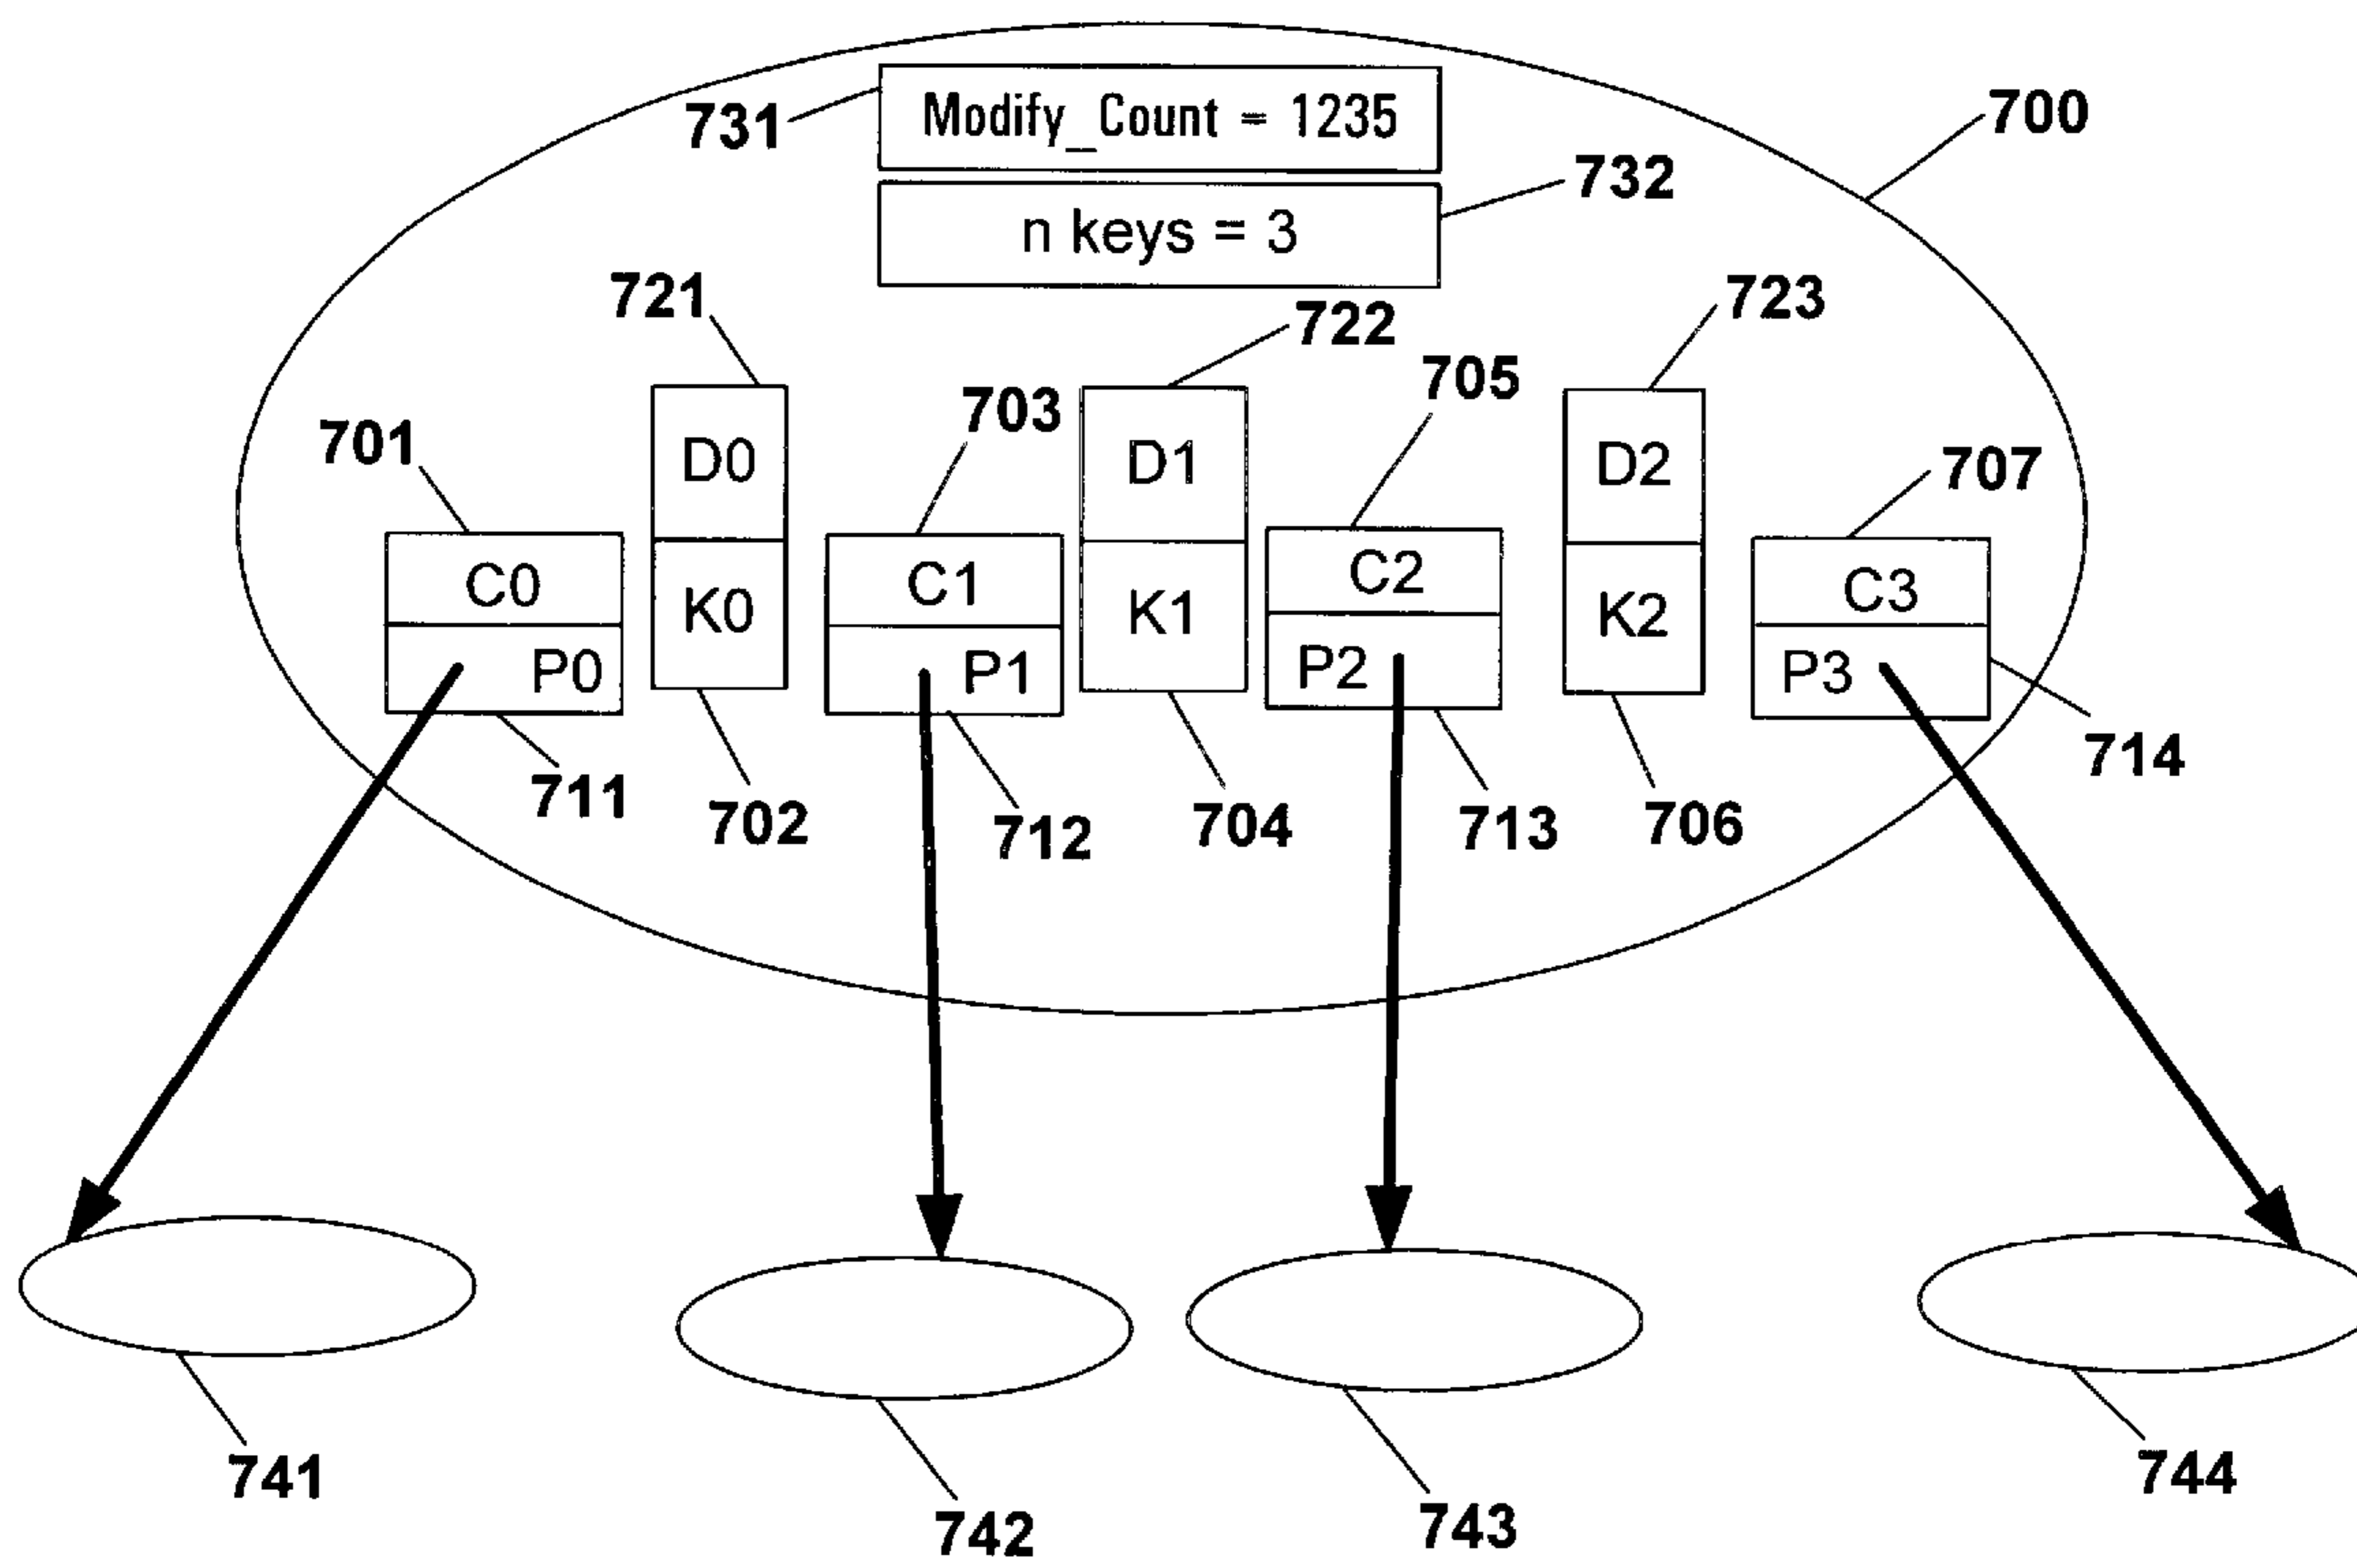 Modify_Count = 1235
731
700
n keys = 3
732
721
722
723
705
703
701
707
D0
D1
D2
C0
K0
C1
K1
C2
K2
C3
P0
P1
P2
P3
711
702
712
704
713
706
714
741
742
743
744